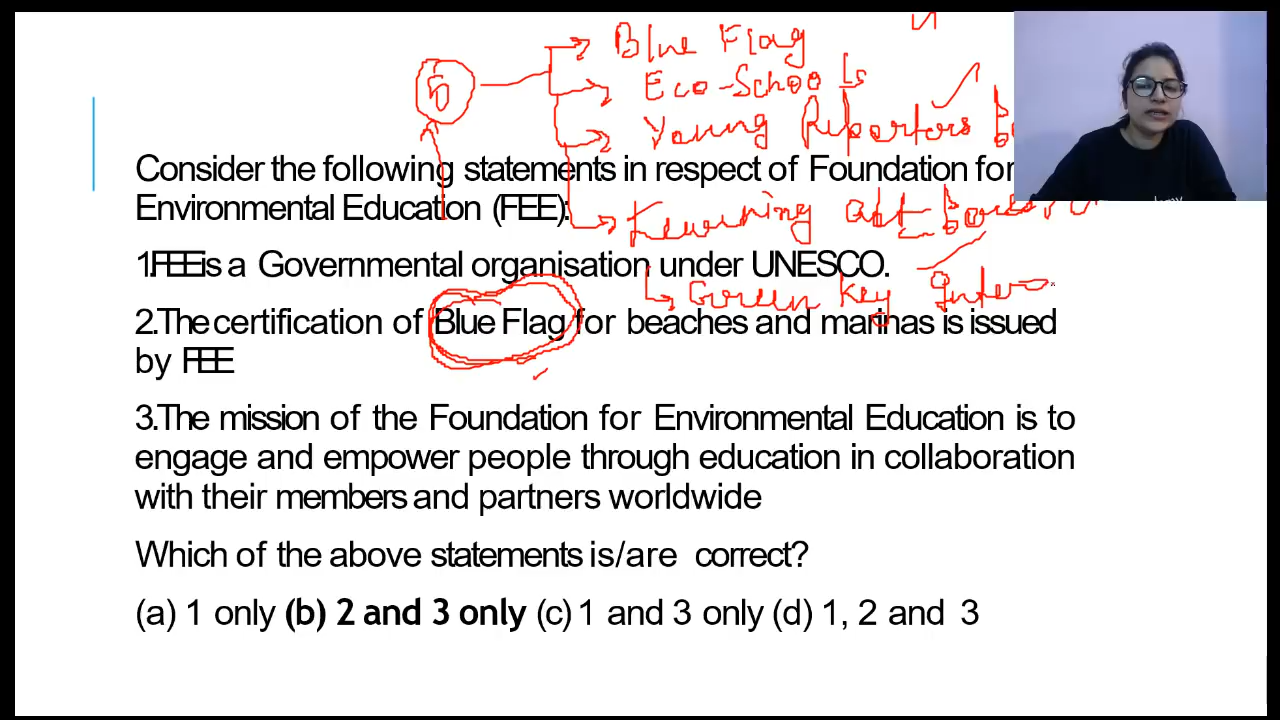 Blue Flag
5 Eco-Schools
Young Reporters
Consider the following statements in respect of Foundation for
Environmental Education (FEE):
1.FEE is a Governmental organisation under UNESCO.
Green Key
2.The certification of Blue Flag for beaches and marinas is issued
by FEE
3.The mission of the Foundation for Environmental Education is to
engage and empower people through education in collaboration
with their members and partners worldwide
Which of the above statements is/are correct?
(a) 1 only (b) 2 and 3 only (c) 1 and 3 only (d) 1, 2 and 3